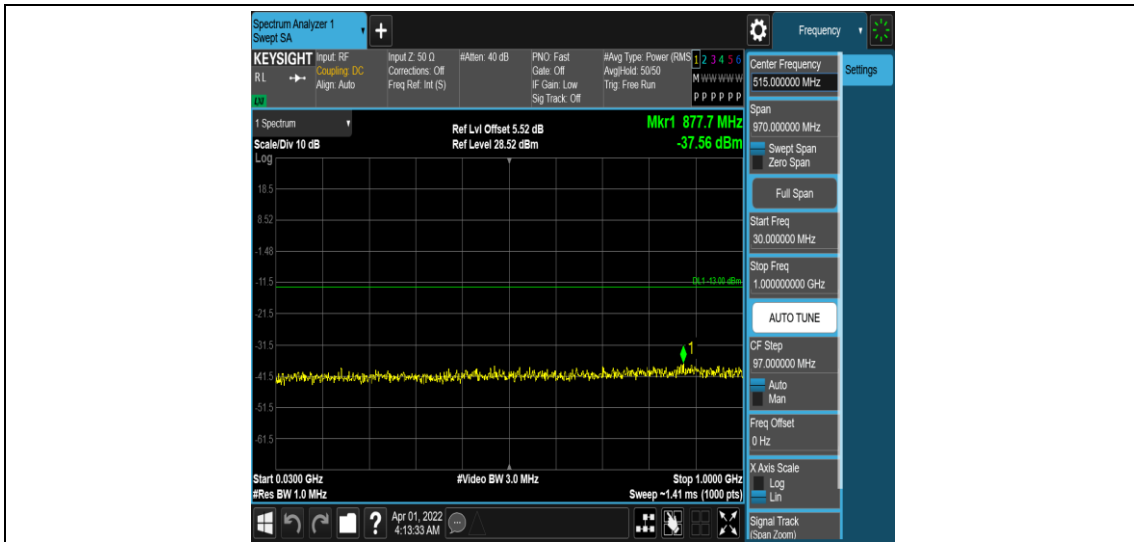 Spectrum Analyzer 1
Swept SA
+
Frequency
KEYSIGHT
RL
LXI
Input: RF
Coupling: DC
Align: Auto
Input Z: 50 Ω
Corrections: Off
Freq Ref: Int (S)
#Atten: 40 dB
PNO: Fast
Gate: Off
IF Gain: Low
Sig Track: Off
#Avg Type: Power (RMS
Avg|Hold: 50/50
Trig: Free Run
1 2 3 4 5 6
M W W W W W
P P P P P P
Center Frequency
515.000000 MHz
Settings
Span
970.000000 MHz
Swept Span
Zero Span
Full Span
Start Freq
30.000000 MHz
Stop Freq
1.000000000 GHz
AUTO TUNE
CF Step
97.000000 MHz
Auto
Man
Freq Offset
0 Hz
X Axis Scale
Log
Lin
Signal Track
(Span Zoom)
1 Spectrum
Scale/Div 10 dB
Log
Ref Lvl Offset 5.52 dB
Ref Level 28.52 dBm
Mkr1 877.7 MHz
-37.56 dBm
18.5
8.52
-1.48
-11.5
DL1 -13.00 dBm
-21.5
-31.5
1
-41.5
-51.5
-61.5
Start 0.0300 GHz
#Video BW 3.0 MHz
Stop 1.0000 GHz
#Res BW 1.0 MHz
Sweep ~1.41 ms (1000 pts)
?
Apr 01, 2022
4:13:33 AM